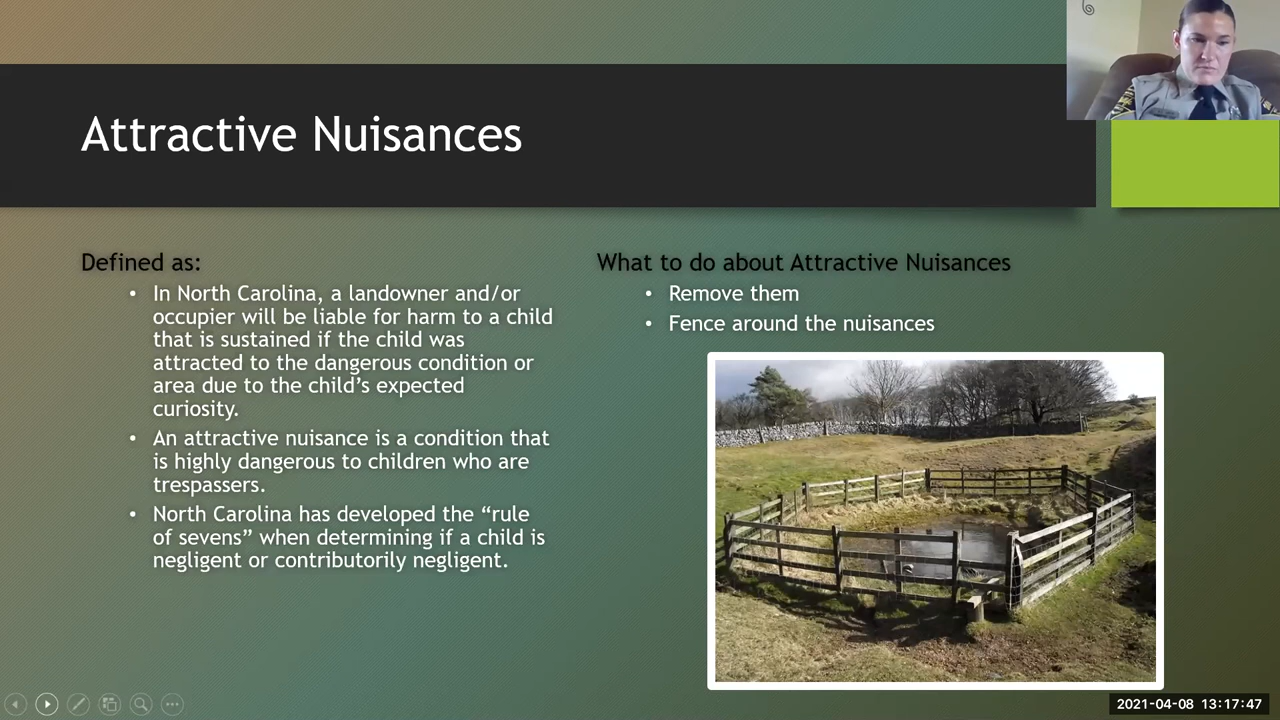 Attractive Nuisances
Defined as:
• In North Carolina, a landowner and/or
occupier will be liable for harm to a child
that is sustained if the child was
attracted to the dangerous condition or
area due to the child’s expected
curiosity.
• An attractive nuisance is a condition that
is highly dangerous to children who are
trespassers.
• North Carolina has developed the “rule
of sevens” when determining if a child is
negligent or contributorily negligent.
What to do about Attractive Nuisances
• Remove them
• Fence around the nuisances
2021-04-08 13:17:47